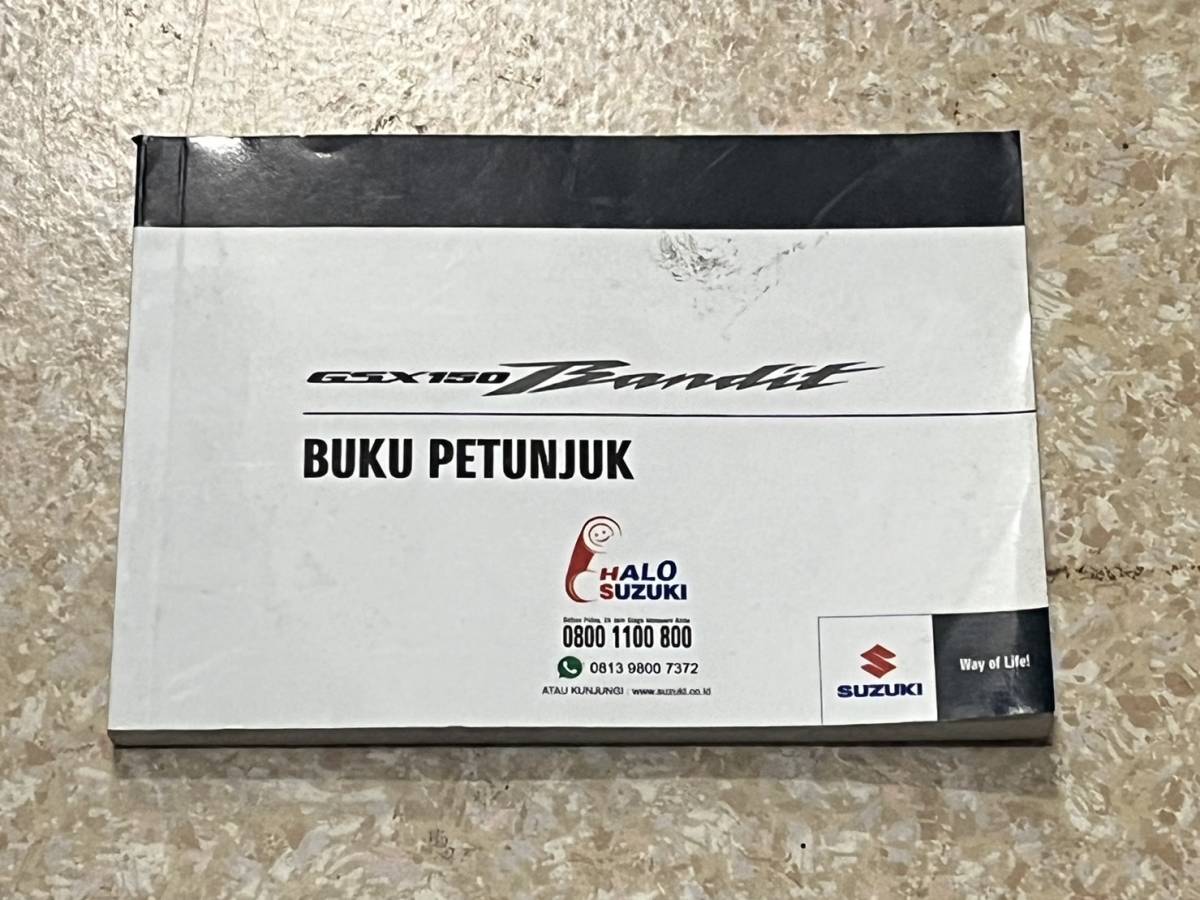 GSX150 Bandit
BUKU PETUNJUK
HALO
SUZUKI
0800 1100 800
0813 9800 7372
ATAU KUNJUNGI : www.suzuki.co.id
SUZUKI
Way of Life!